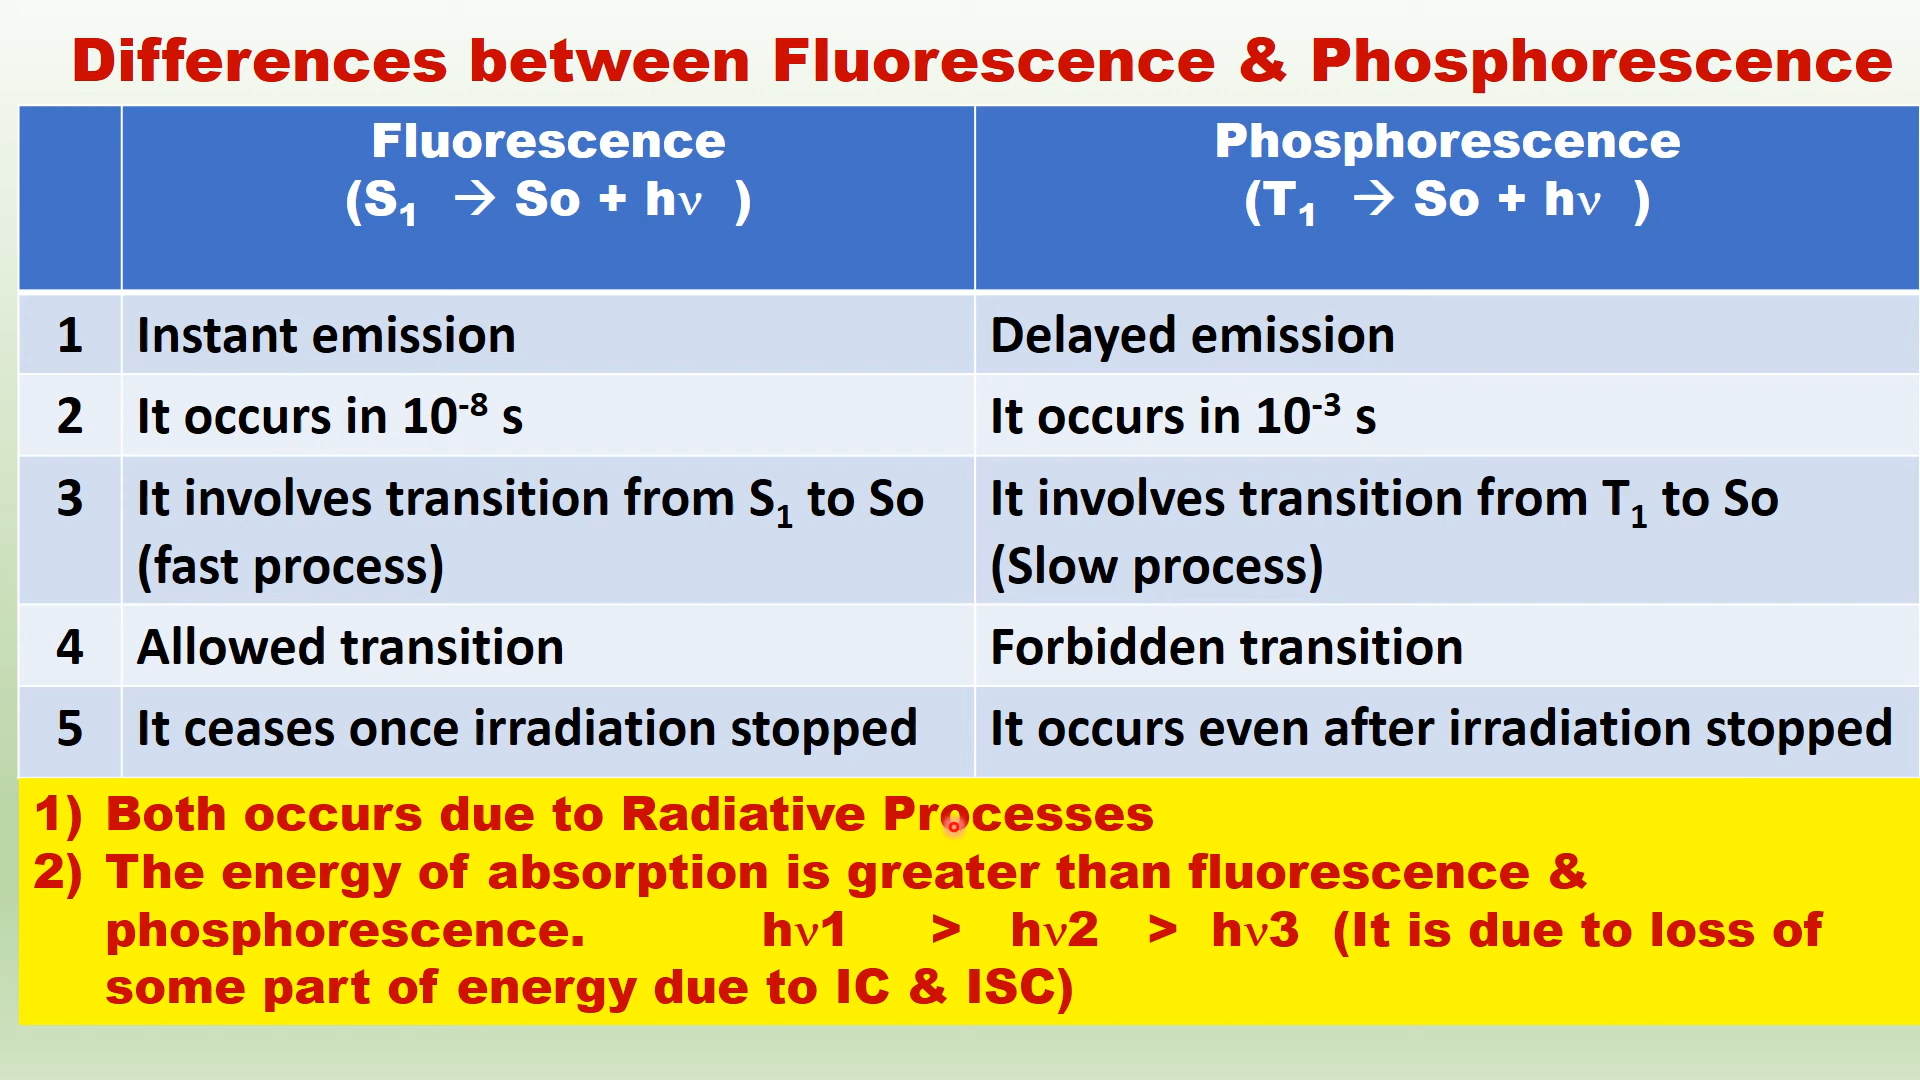 Differences between Fluorescence & Phosphorescence
Fluorescence
(S₁ → So + hν )
Phosphorescence
(T₁ → So + hν )
1 Instant emission Delayed emission
2 It occurs in 10⁻⁸ s It occurs in 10⁻³ s
3 It involves transition from S₁ to So
(fast process)
It involves transition from T₁ to So
(Slow process)
4 Allowed transition Forbidden transition
5 It ceases once irradiation stopped It occurs even after irradiation stopped
1) Both occurs due to Radiative Processes
2) The energy of absorption is greater than fluorescence &
phosphorescence. hν1 > hν2 > hν3 (It is due to loss of
some part of energy due to IC & ISC)